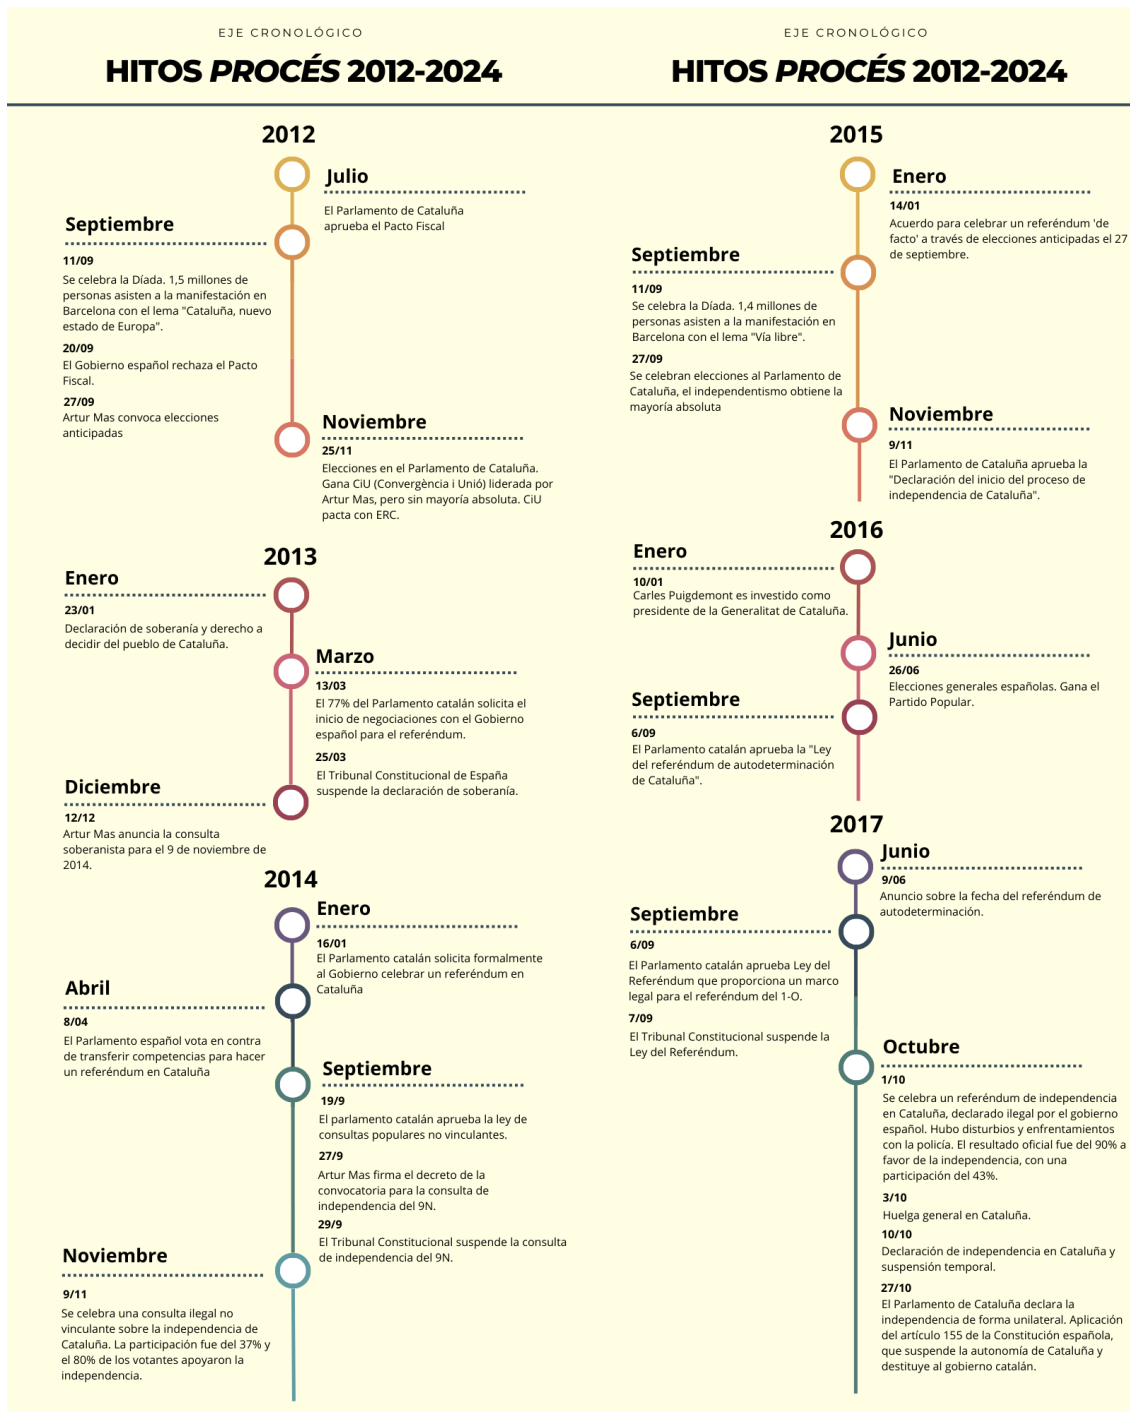 EJE CRONOLÓGICO
HITOS PROCÉS 2012-2024
2012
Julio
El Parlamento de Cataluña
aprueba el Pacto Fiscal
Septiembre
11/09
Se celebra la Díada. 1,5 millones de
personas asisten a la manifestación en
Barcelona con el lema "Cataluña, nuevo
estado de Europa".
20/09
El Gobierno español rechaza el Pacto
Fiscal.
27/09
Artur Mas convoca elecciones
anticipadas
Noviembre
25/11
Elecciones en el Parlamento de Cataluña.
Gana CiU (Convergència i Unió) liderada por
Artur Mas, pero sin mayoría absoluta. CiU
pacta con ERC.
2013
Enero
23/01
Declaración de soberanía y derecho a
decidir del pueblo de Cataluña.
Marzo
13/03
El 77% del Parlamento catalán solicita el
inicio de negociaciones con el Gobierno
español para el referéndum.
25/03
El Tribunal Constitucional de España
suspende la declaración de soberanía.
Diciembre
12/12
Artur Mas anuncia la consulta
soberanista para el 9 de noviembre de
2014.
2014
Enero
16/01
El Parlamento catalán solicita formalmente
al Gobierno celebrar un referéndum en
Cataluña
Abril
8/04
El Parlamento español vota en contra
de transferir competencias para hacer
un referéndum en Cataluña
Septiembre
19/9
El parlamento catalán aprueba la ley de
consultas populares no vinculantes.
27/9
Artur Mas firma el decreto de la
convocatoria para la consulta de
independencia del 9N.
29/9
El Tribunal Constitucional suspende la consulta
de independencia del 9N.
Noviembre
9/11
Se celebra una consulta ilegal no
vinculante sobre la independencia de
Cataluña. La participación fue del 37% y
el 80% de los votantes apoyaron la
independencia.
EJE CRONOLÓGICO
HITOS PROCÉS 2012-2024
2015
Enero
14/01
Acuerdo para celebrar un referéndum 'de
facto' a través de elecciones anticipadas el 27
de septiembre.
Septiembre
11/09
Se celebra la Díada. 1,4 millones de
personas asisten a la manifestación en
Barcelona con el lema "Vía libre".
27/09
Se celebran elecciones al Parlamento de
Cataluña, el independentismo obtiene la
mayoría absoluta
Noviembre
9/11
El Parlamento de Cataluña aprueba la
"Declaración del inicio del proceso de
independencia de Cataluña".
2016
Enero
10/01
Carles Puigdemont es investido como
presidente de la Generalitat de Cataluña.
Junio
26/06
Elecciones generales españolas. Gana el
Partido Popular.
Septiembre
6/09
El Parlamento catalán aprueba la "Ley
del referéndum de autodeterminación
de Cataluña".
2017
Junio
9/06
Anuncio sobre la fecha del referéndum de
autodeterminación.
Septiembre
6/09
El Parlamento catalán aprueba Ley del
Referéndum que proporciona un marco
legal para el referéndum del 1-O.
7/09
El Tribunal Constitucional suspende la
Ley del Referéndum.
Octubre
1/10
Se celebra un referéndum de independencia
en Cataluña, declarado ilegal por el gobierno
español. Hubo disturbios y enfrentamientos
con la policía. El resultado oficial fue del 90% a
favor de la independencia, con una
participación del 43%.
3/10
Huelga general en Cataluña.
10/10
Declaración de independencia en Cataluña y
suspensión temporal.
27/10
El Parlamento de Cataluña declara la
independencia de forma unilateral. Aplicación
del artículo 155 de la Constitución española,
que suspende la autonomía de Cataluña y
destituye al gobierno catalán.